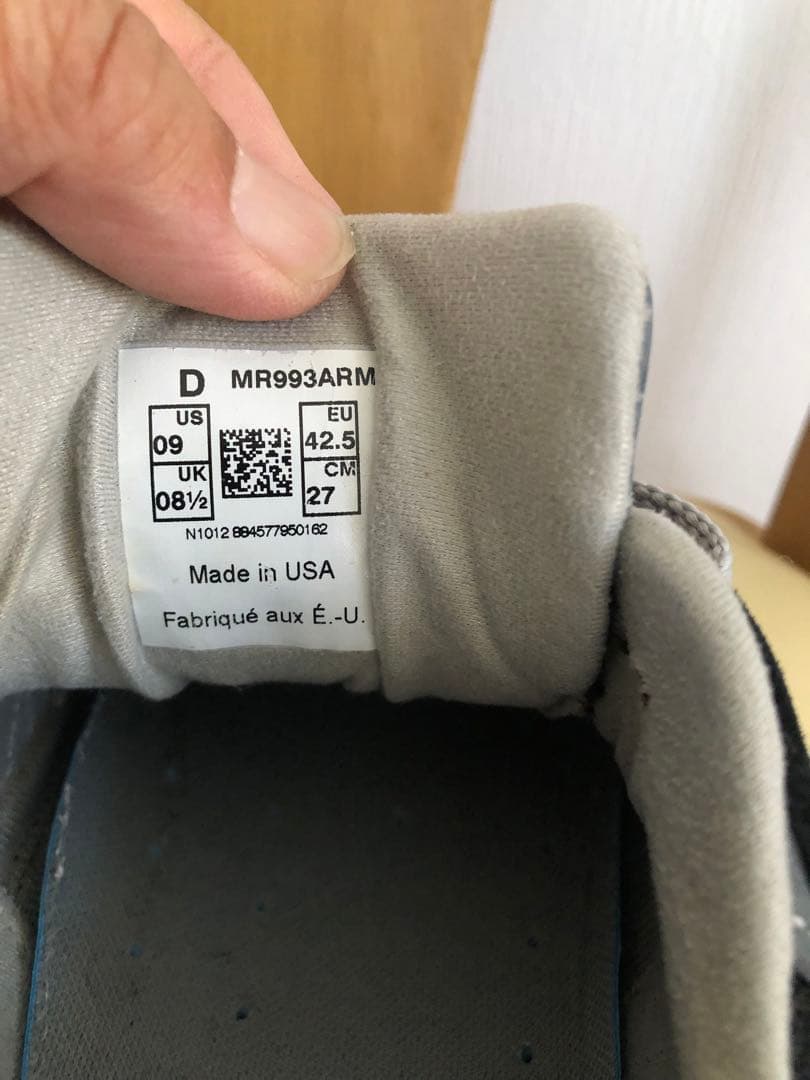 D MR993ARM
US EU
09 42.5
UK CM
08½ 27
N1012 884577950162
Made in USA
Fabriqué aux É.-U.